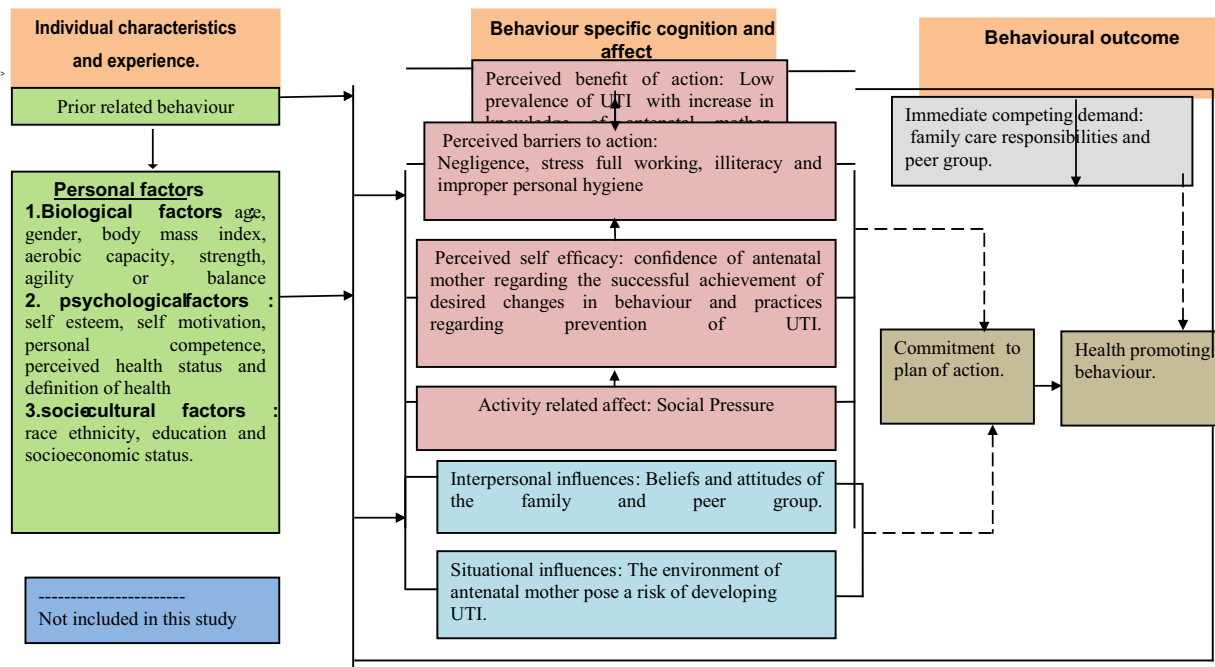 Individual characteristics
and experience.
Prior related behaviour
Personal factors
1.Biological factors age,
gender, body mass index,
aerobic capacity, strength,
agility or balance
2. psychologicalfactors :
self esteem, self motivation,
personal competence,
perceived health status and
definition of health
3.sociocultural factors :
race ethnicity, education and
socioeconomic status.
-----------------------
Not included in this study
Behaviour specific cognition and
affect
Perceived benefit of action: Low
prevalence of UTI with increase in
knowledge of antenatal mother
Perceived barriers to action:
Negligence, stress full working, illiteracy and
improper personal hygiene
Perceived self efficacy: confidence of antenatal
mother regarding the successful achievement of
desired changes in behaviour and practices
regarding prevention of UTI.
Activity related affect: Social Pressure
Interpersonal influences: Beliefs and attitudes of
the family and peer group.
Situational influences: The environment of
antenatal mother pose a risk of developing
UTI.
Behavioural outcome
Immediate competing demand:
family care responsibilities and
peer group.
Commitment to
plan of action.
Health promoting
behaviour.